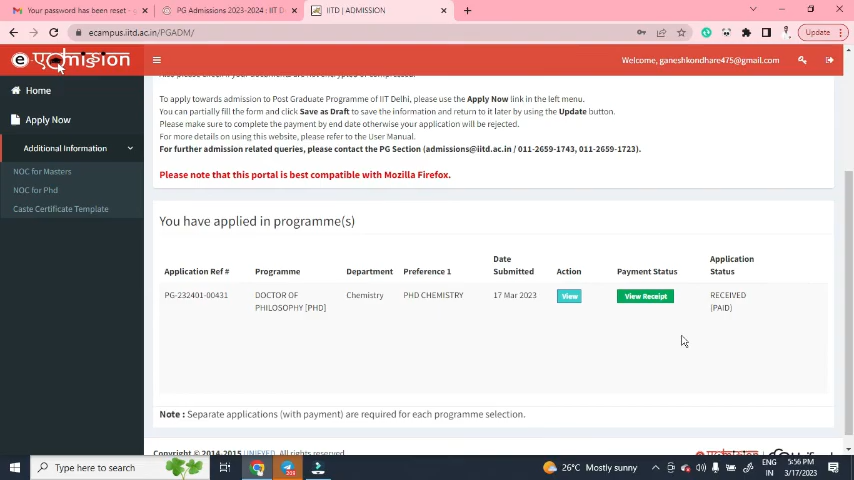 Your password has been reset -
PG Admissions 2023-2024 : IIT D
IITD | ADMISSION
ecampus.iitd.ac.in/PGADM/
Update
e-एdmiकsion
Welcome, ganeshkondhare475@gmail.com
Home
Apply Now
Additional Information
NOC for Masters
NOC for Phd
Caste Certificate Template
To apply towards admission to Post Graduate Programme of IIT Delhi, please use the Apply Now link in the left menu.
You can partially fill the form and click Save as Draft to save the information and return to it later by using the Update button.
Please make sure to complete the payment by end date otherwise your application will be rejected.
For more details on using this website, please refer to the User Manual.
For further admission related queries, please contact the PG Section (admissions@iitd.ac.in / 011-2659-1743, 011-2659-1723).
Please note that this portal is best compatible with Mozilla Firefox.
You have applied in programme(s)
Application Ref # Programme Department Preference 1 Date Submitted Action Payment Status Application Status
PG-232401-00431 DOCTOR OF PHILOSOPHY [PHD] Chemistry PHD CHEMISTRY 17 Mar 2023 View View Receipt RECEIVED (PAID)
Note : Separate applications (with payment) are required for each programme selection.
Copyright © 2014-2015 UNIFYED. All rights reserved.
Type here to search
26°C Mostly sunny
ENG
IN
5:56 PM
3/17/2023